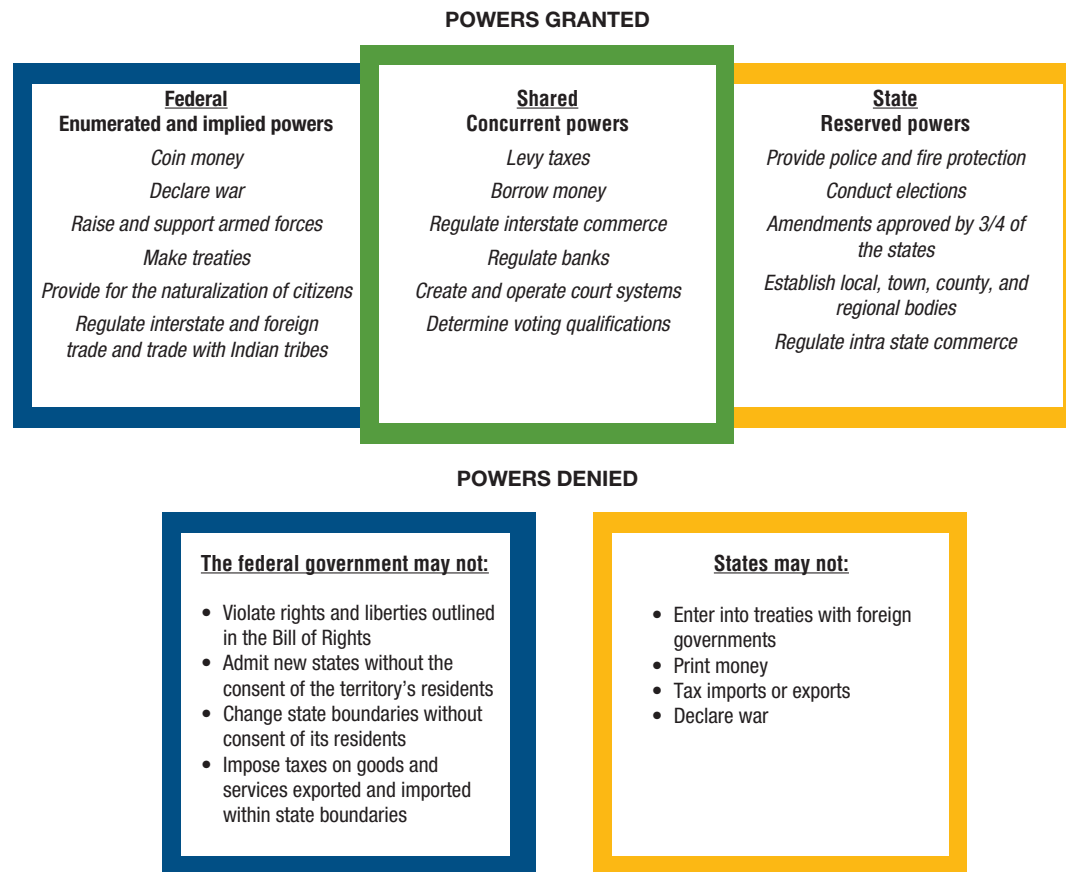 POWERS GRANTED
Federal
Enumerated and implied powers
Coin money
Declare war
Raise and support armed forces
Make treaties
Provide for the naturalization of citizens
Regulate interstate and foreign
trade and trade with Indian tribes
Shared
Concurrent powers
Levy taxes
Borrow money
Regulate interstate commerce
Regulate banks
Create and operate court systems
Determine voting qualifications
State
Reserved powers
Provide police and fire protection
Conduct elections
Amendments approved by 3/4 of
the states
Establish local, town, county, and
regional bodies
Regulate intra state commerce
POWERS DENIED
The federal government may not:
• Violate rights and liberties outlined
in the Bill of Rights
• Admit new states without the
consent of the territory’s residents
• Change state boundaries without
consent of its residents
• Impose taxes on goods and
services exported and imported
within state boundaries
States may not:
• Enter into treaties with foreign
governments
• Print money
• Tax imports or exports
• Declare war